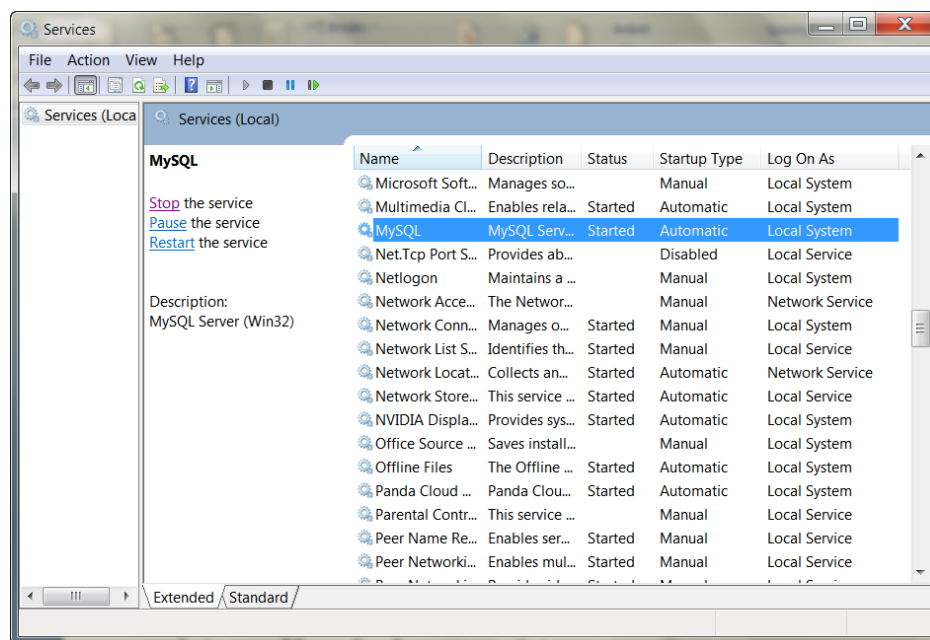 Services
File Action View Help
Services (Loca
Services (Local)
MySQL
Stop the service
Pause the service
Restart the service
Description:
MySQL Server (Win32)
Name Description Status Startup Type Log On As
Microsoft Soft... Manages so... Manual Local System
Multimedia Cl... Enables rela... Started Automatic Local System
MySQL MySQL Serv... Started Automatic Local System
Net.Tcp Port S... Provides ab... Disabled Local Service
Netlogon Maintains a ... Manual Local System
Network Acce... The Networ... Manual Network Service
Network Conn... Manages o... Started Manual Local System
Network List S... Identifies th... Started Manual Local Service
Network Locat... Collects an... Started Automatic Network Service
Network Store... This service ... Started Automatic Local Service
NVIDIA Displa... Provides sys... Started Automatic Local System
Office Source ... Saves install... Manual Local System
Offline Files The Offline ... Started Automatic Local System
Panda Cloud ... Panda Clou... Started Automatic Local System
Parental Contr... This service ... Manual Local Service
Peer Name Re... Enables ser... Started Manual Local Service
Peer Networki... Enables mul... Started Manual Local Service
Extended Standard